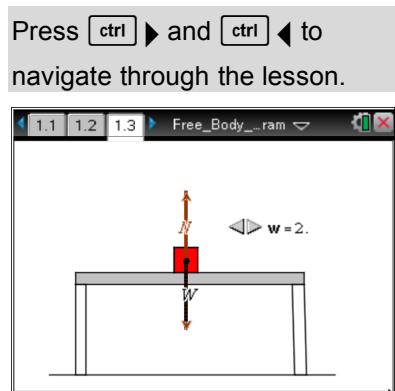 Press ctrl ▶ and ctrl ◀ to
navigate through the lesson.
1.1 1.2 1.3 Free_Body_…ram
N
w = 2.
W